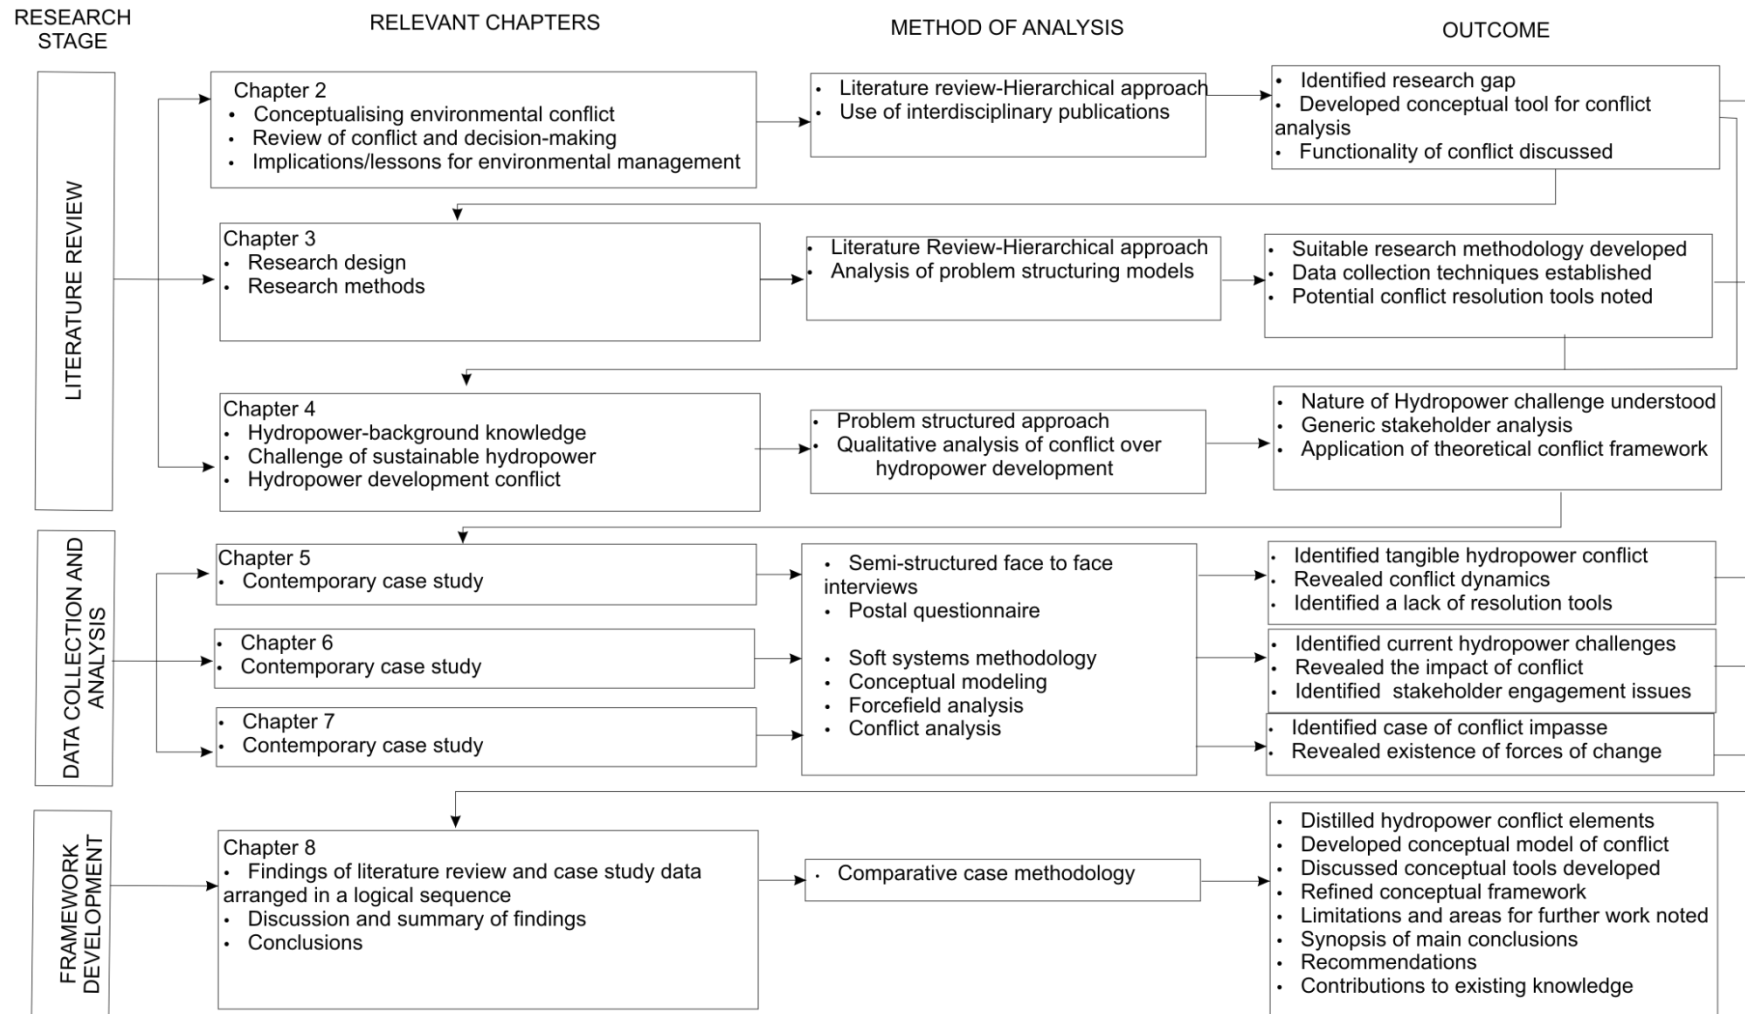 RESEARCH
STAGE
RELEVANT CHAPTERS
METHOD OF ANALYSIS
OUTCOME
LITERATURE REVIEW
Chapter 2
• Conceptualising environmental conflict
• Review of conflict and decision-making
• Implications/lessons for environmental management
• Literature review-Hierarchical approach
• Use of interdisciplinary publications
• Identified research gap
• Developed conceptual tool for conflict
analysis
• Functionality of conflict discussed
Chapter 3
• Research design
• Research methods
• Literature Review-Hierarchical approach
• Analysis of problem structuring models
• Suitable research methodology developed
• Data collection techniques established
• Potential conflict resolution tools noted
Chapter 4
• Hydropower-background knowledge
• Challenge of sustainable hydropower
• Hydropower development conflict
• Problem structured approach
• Qualitative analysis of conflict over
hydropower development
• Nature of Hydropower challenge understood
• Generic stakeholder analysis
• Application of theoretical conflict framework
DATA COLLECTION AND
ANALYSIS
Chapter 5
• Contemporary case study
• Chapter 6
• Contemporary case study
• Chapter 7
• Contemporary case study
• Semi-structured face to face
interviews
• Postal questionnaire
• Soft systems methodology
• Conceptual modeling
• Forcefield analysis
• Conflict analysis
• Identified tangible hydropower conflict
• Revealed conflict dynamics
• Identified a lack of resolution tools
• Identified current hydropower challenges
• Revealed the impact of conflict
• Identified stakeholder engagement issues
• Identified case of conflict impasse
• Revealed existence of forces of change
FRAMEWORK
DEVELOPMENT
Chapter 8
• Findings of literature review and case study data
arranged in a logical sequence
• Discussion and summary of findings
• Conclusions
• Comparative case methodology
• Distilled hydropower conflict elements
• Developed conceptual model of conflict
• Discussed conceptual tools developed
• Refined conceptual framework
• Limitations and areas for further work noted
• Synopsis of main conclusions
• Recommendations
• Contributions to existing knowledge